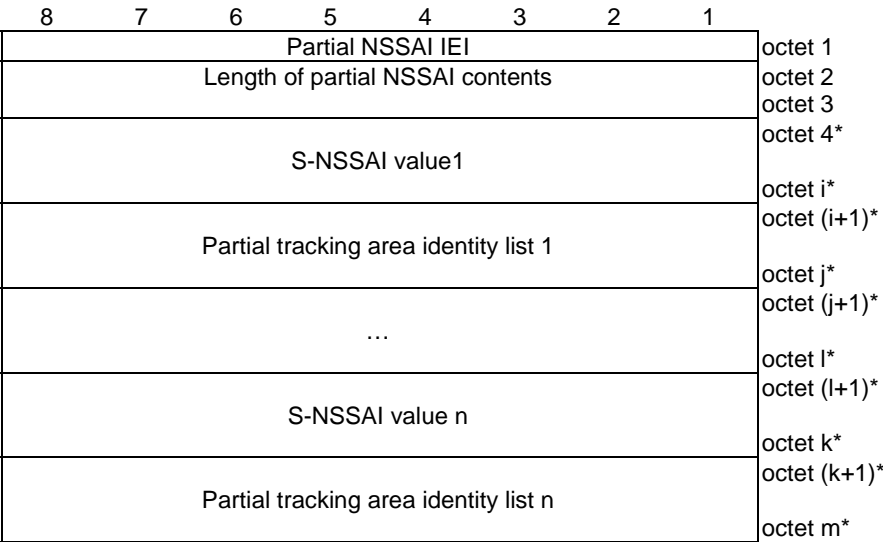 8 7 6 5 4 3 2 1
Partial NSSAI IEI octet 1
Length of partial NSSAI contents octet 2
octet 3
octet 4*
S-NSSAI value1
octet i*
octet (i+1)*
Partial tracking area identity list 1
octet j*
octet (j+1)*
…
octet l*
octet (l+1)*
S-NSSAI value n
octet k*
octet (k+1)*
Partial tracking area identity list n
octet m*